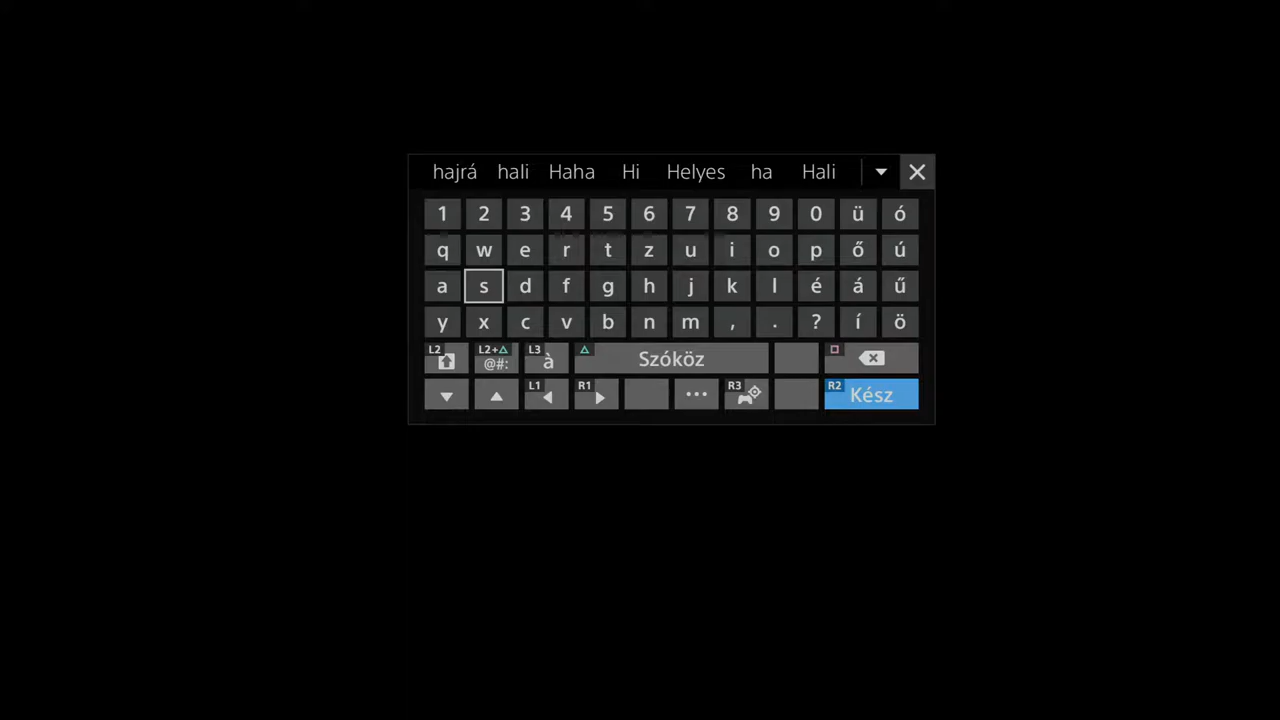 hajrá hali Haha Hi Helyes ha Hali
1 2 3 4 5 6 7 8 9 0 ü ó
q w e r t z u i o p ő ú
a s d f g h j k l é á ű
y x c v b n m , . ? í ö
L2 L2+△ @#: L3 à △ Szóköz
L1 R1 ... R3 R2 Kész